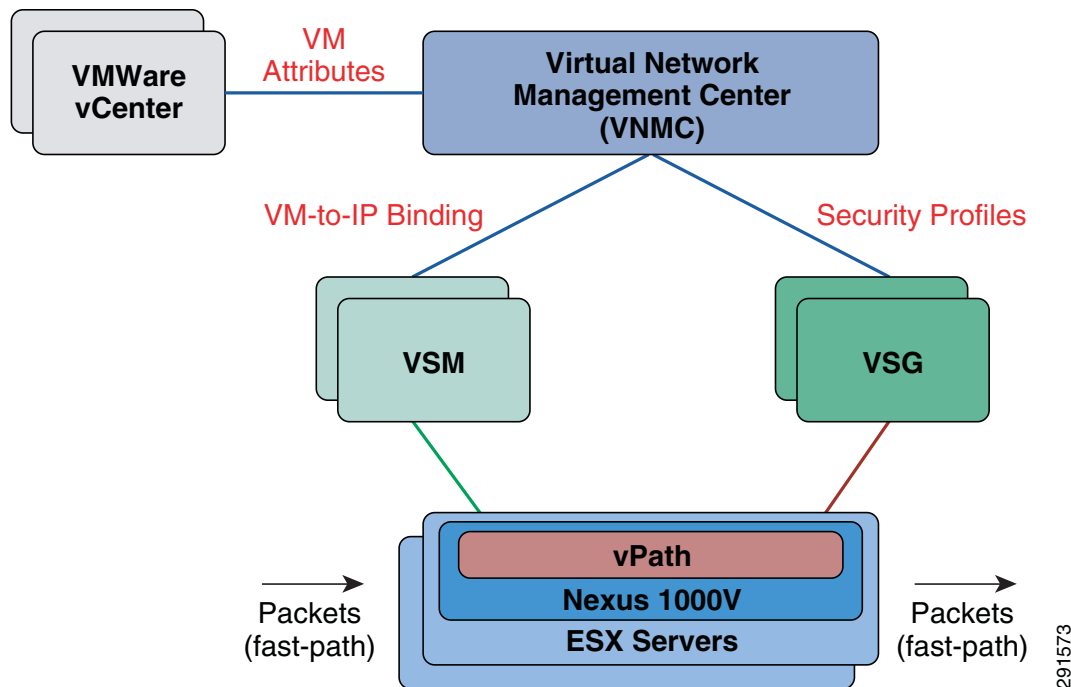 VMWare
vCenter
VM
Attributes
Virtual Network
Management Center
(VNMC)
VM-to-IP Binding
Security Profiles
VSM
VSG
vPath
Nexus 1000V
ESX Servers
Packets
(fast-path)
Packets
(fast-path)
291573